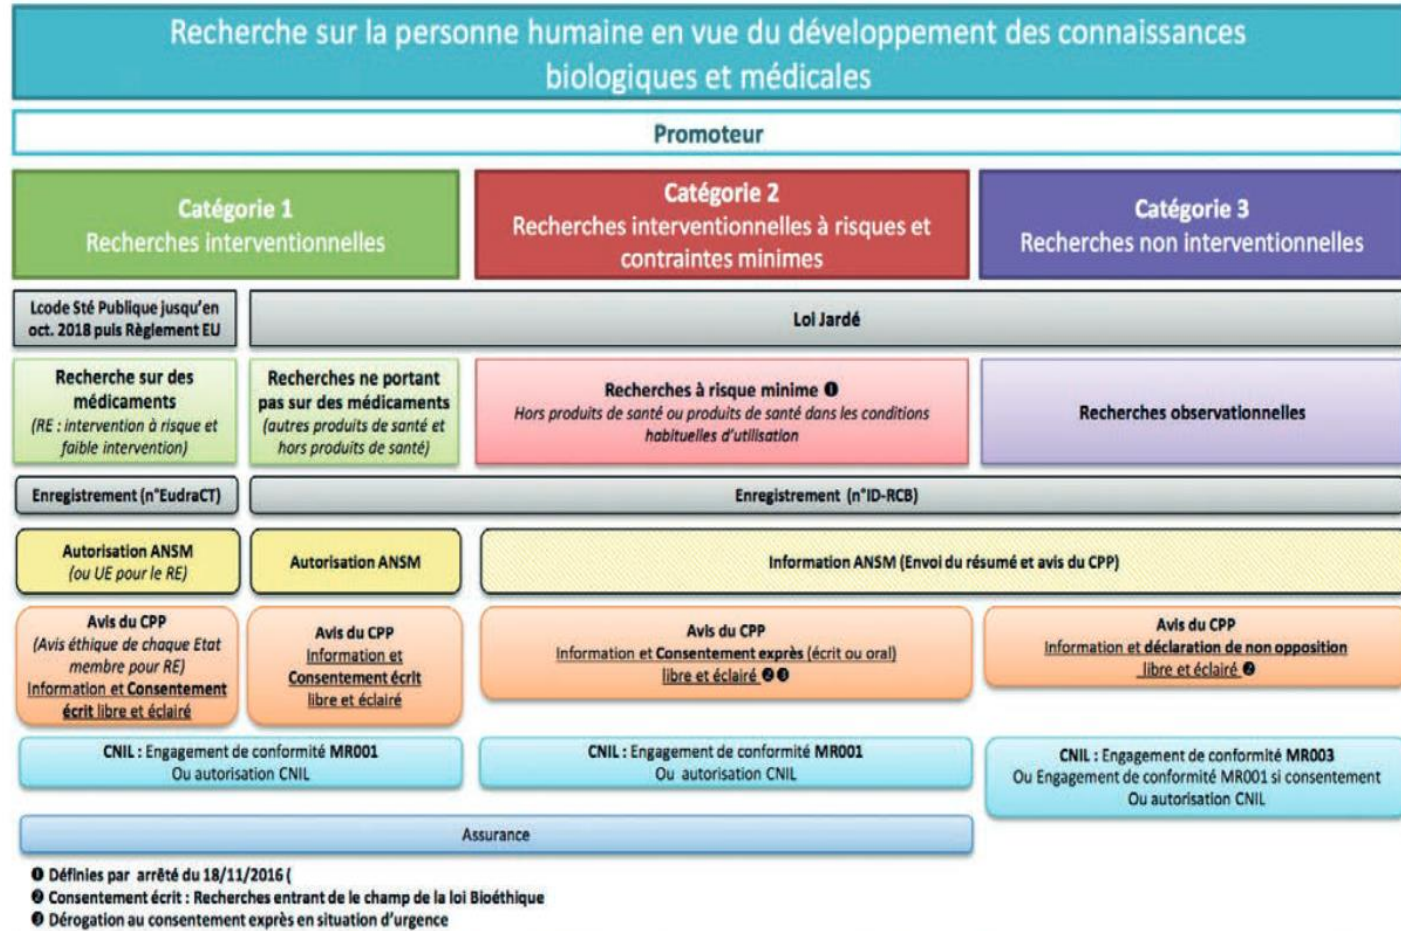 Recherche sur la personne humaine en vue du développement des connaissances
biologiques et médicales
Promoteur
Catégorie 1
Recherches interventionnelles
Catégorie 2
Recherches interventionnelles à risques et
contraintes minimes
Catégorie 3
Recherches non interventionnelles
Lcode Sté Publique jusqu'en
oct. 2018 puis Règlement EU
Loi Jardé
Recherche sur des
médicaments
(RE : intervention à risque et
faible intervention)
Recherches ne portant
pas sur des médicaments
(autres produits de santé et
hors produits de santé)
Recherches à risque minime ❶
Hors produits de santé ou produits de santé dans les conditions
habituelles d'utilisation
Recherches observationnelles
Enregistrement (n°EudraCT)
Enregistrement (n°ID-RCB)
Autorisation ANSM
(ou UE pour le RE)
Autorisation ANSM
Information ANSM (Envoi du résumé et avis du CPP)
Avis du CPP
(Avis éthique de chaque Etat
membre pour RE)
Information et Consentement
écrit libre et éclairé
Avis du CPP
Information et
Consentement écrit
libre et éclairé
Avis du CPP
Information et Consentement exprès (écrit ou oral)
libre et éclairé ❷❸
Avis du CPP
Information et déclaration de non opposition
libre et éclairé ❷
CNIL : Engagement de conformité MR001
Ou autorisation CNIL
CNIL : Engagement de conformité MR001
Ou autorisation CNIL
CNIL : Engagement de conformité MR003
Ou Engagement de conformité MR001 si consentement
Ou autorisation CNIL
Assurance
❶ Définies par arrêté du 18/11/2016 (
❷ Consentement écrit : Recherches entrant de le champ de la loi Bioéthique
❸ Dérogation au consentement exprès en situation d'urgence